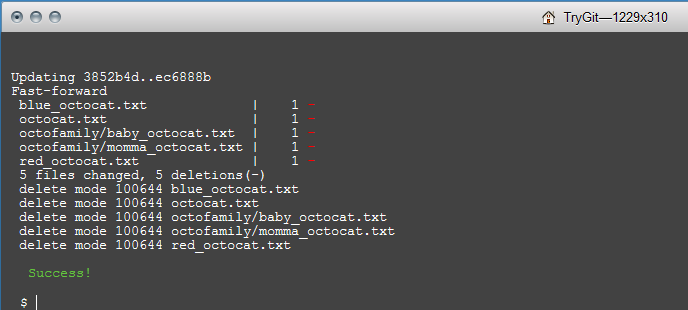 TryGit—1229x310
Updating 3852b4d..ec6888b
Fast-forward
blue_octocat.txt | 1 -
octocat.txt | 1 -
octofamily/baby_octocat.txt | 1 -
octofamily/momma_octocat.txt | 1 -
red_octocat.txt | 1 -
5 files changed, 5 deletions(-)
delete mode 100644 blue_octocat.txt
delete mode 100644 octocat.txt
delete mode 100644 octofamily/baby_octocat.txt
delete mode 100644 octofamily/momma_octocat.txt
delete mode 100644 red_octocat.txt
Success!
$